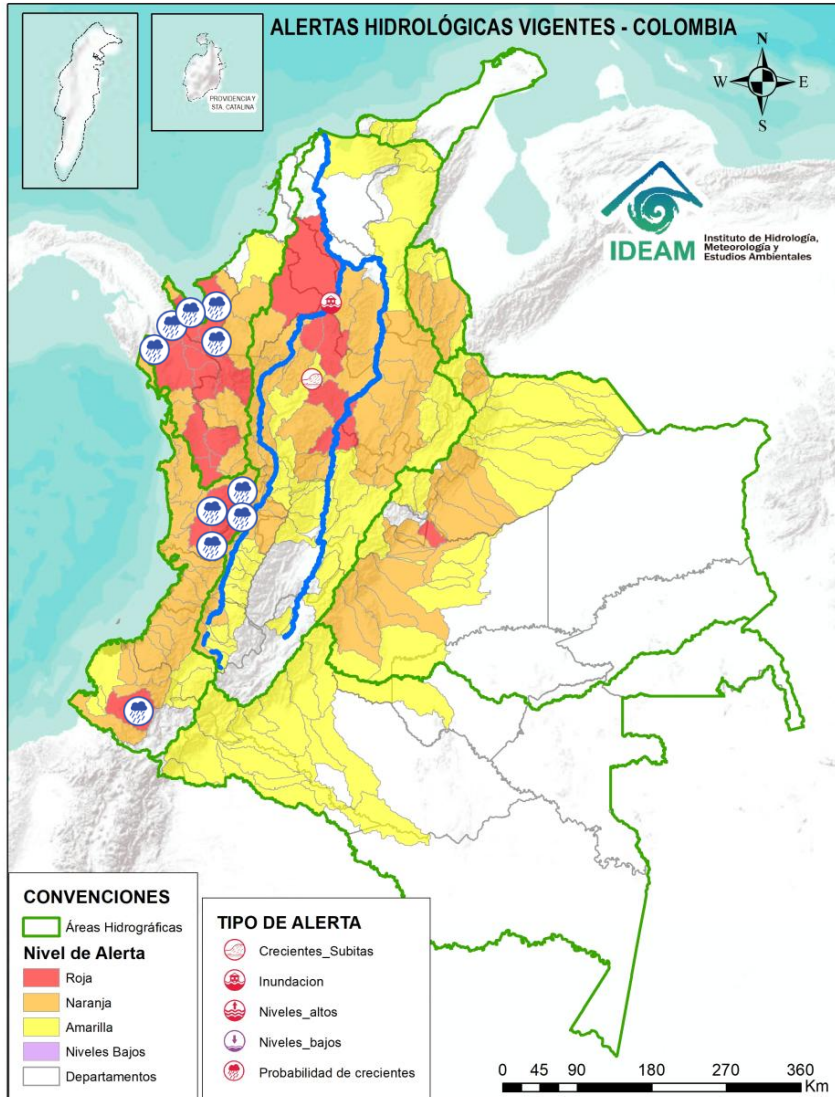 ALERTAS HIDROLÓGICAS VIGENTES - COLOMBIA
PROVIDENCIA Y
STA. CATALINA
N
W
E
S
IDEAM
Instituto de Hidrología,
Meteorología y
Estudios Ambientales
CONVENCIONES
Áreas Hidrográficas
Nivel de Alerta
Roja
Naranja
Amarilla
Niveles Bajos
Departamentos
TIPO DE ALERTA
Crecientes_Subitas
Inundacion
Niveles_altos
Niveles_bajos
Probabilidad de crecientes
0 45 90 180 270 360
Km